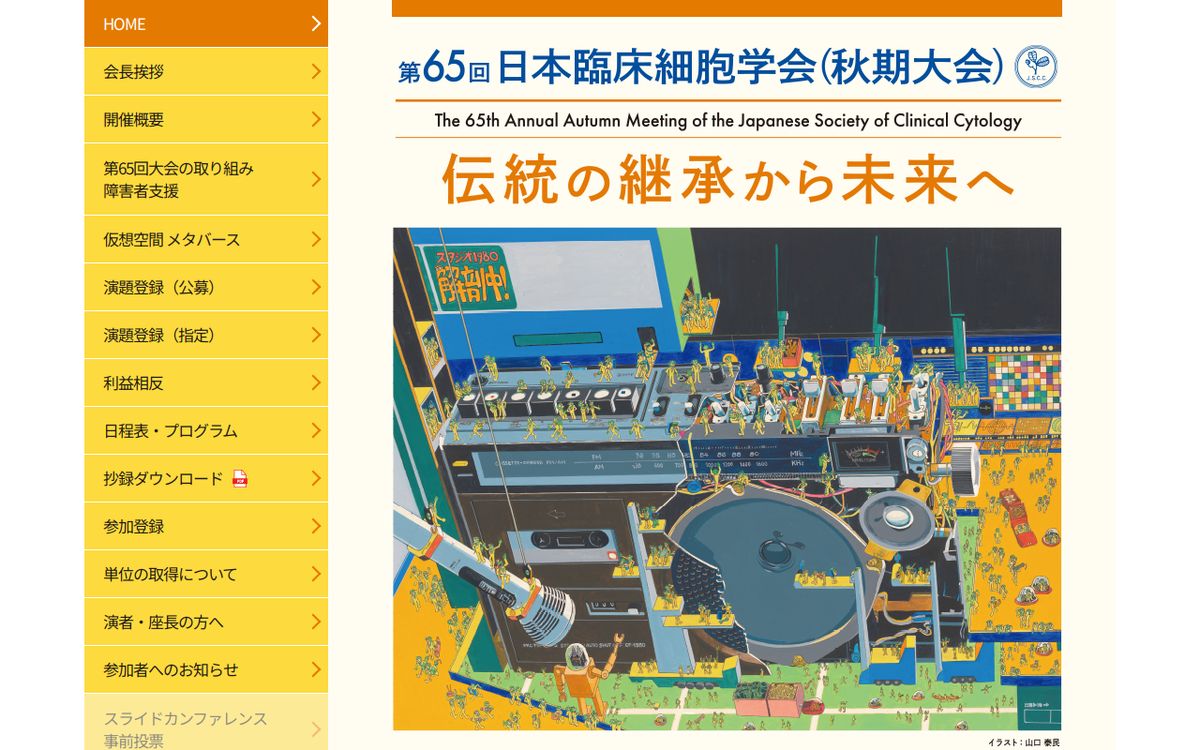 HOME
会長挨拶
開催概要
第65回大会の取り組み
障害者支援
仮想空間 メタバース
演題登録（公募）
演題登録（指定）
利益相反
日程表・プログラム
抄録ダウンロード
参加登録
単位の取得について
演者・座長の方へ
参加者へのお知らせ
スライドカンファレンス
事前投票
第65回 日本臨床細胞学会(秋期大会)
J.S.C.C.
The 65th Annual Autumn Meeting of the Japanese Society of Clinical Cytology
伝統の継承から未来へ
スタジオ1980
解剖中!
FM
MHz
AM
KHz
イラスト：山口 泰民